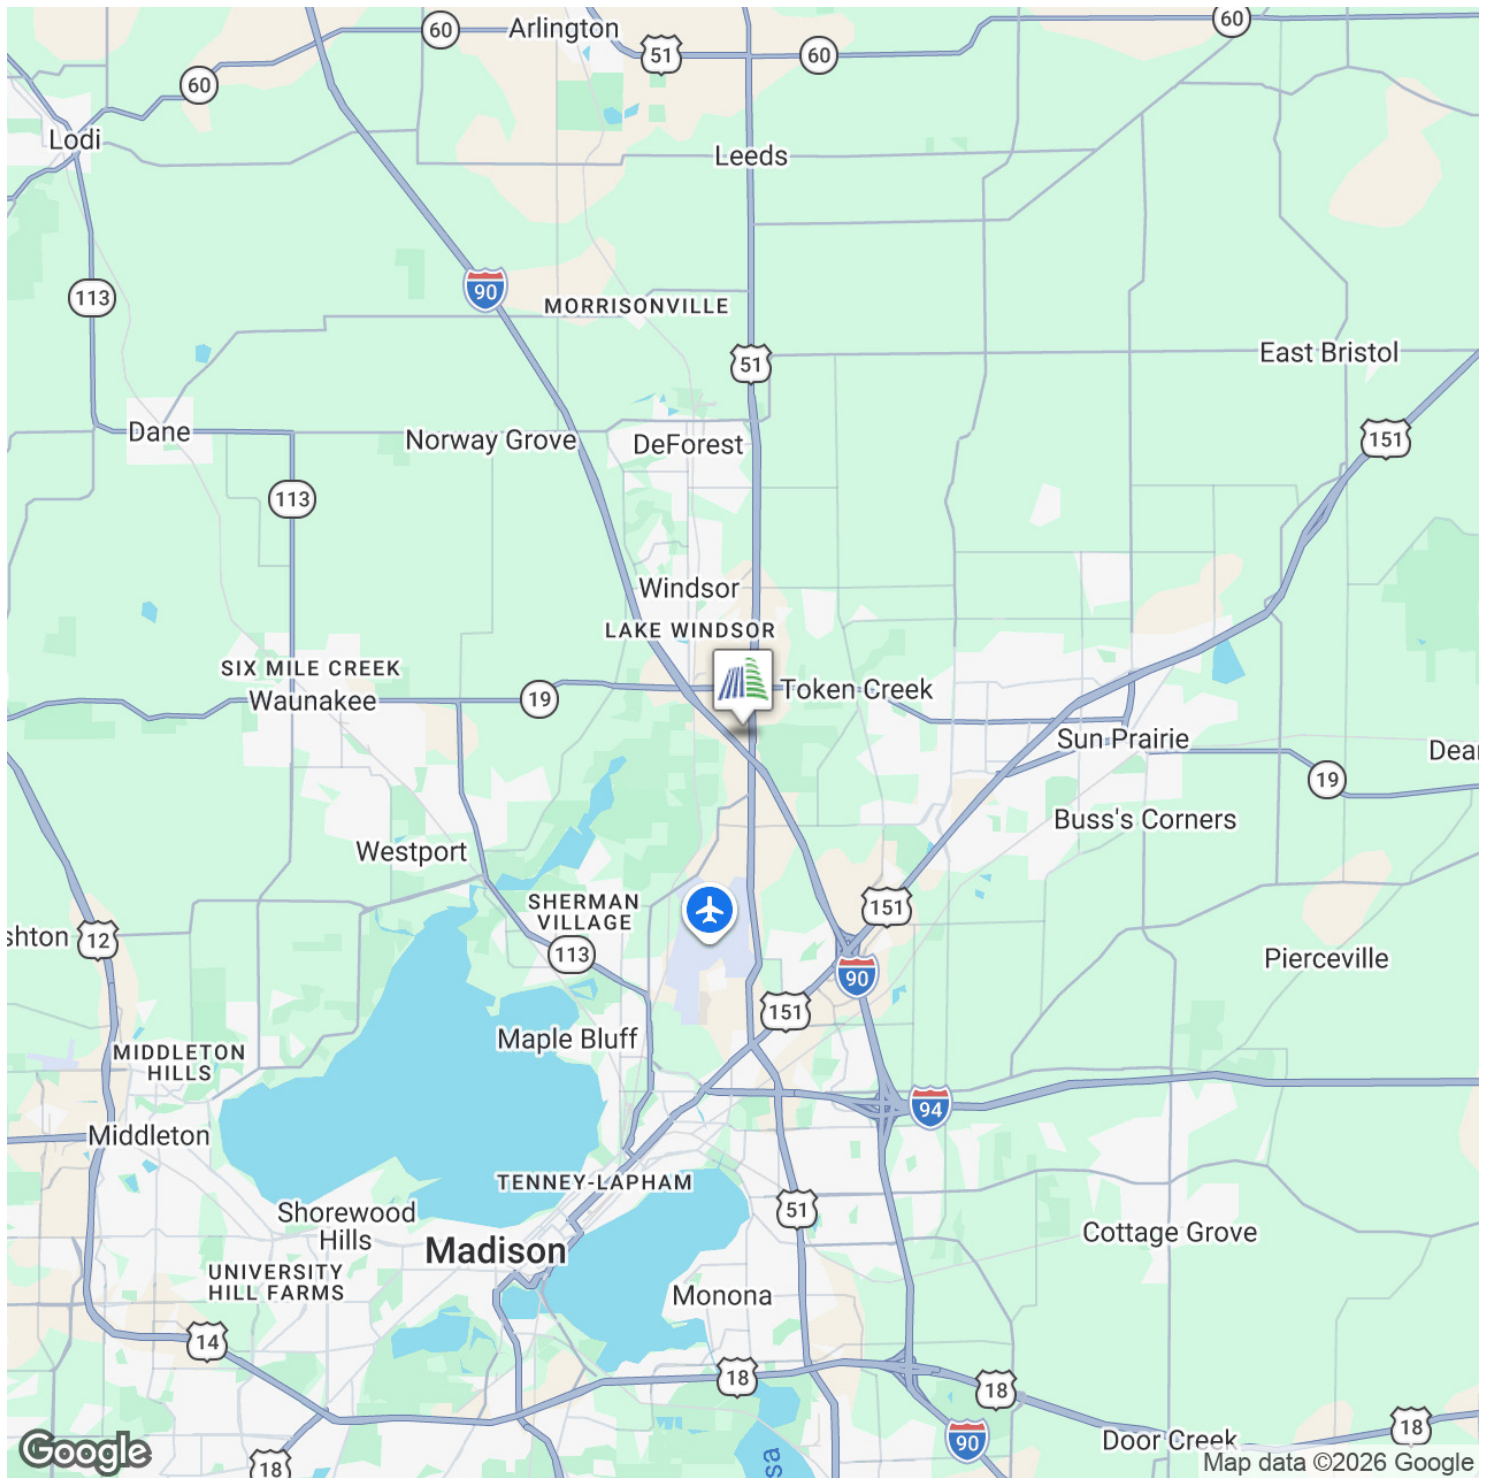 60
Arlington
51
60
60
60
Lodi
Leeds
113
90
MORRISONVILLE
51
East Bristol
151
Dane
Norway Grove
DeForest
113
Windsor
LAKE WINDSOR
SIX MILE CREEK
Waunakee
19
Token Creek
Sun Prairie
Dear
19
Buss's Corners
Westport
SHERMAN
VILLAGE
151
shton
12
113
90
Pierceville
151
Maple Bluff
MIDDLETON
HILLS
94
Middleton
TENNEY-LAPHAM
51
Shorewood
Hills
Madison
Cottage Grove
UNIVERSITY
HILL FARMS
Monona
14
18
18
18
90
Door Creek
Google
18
sa
Map data ©2026 Google